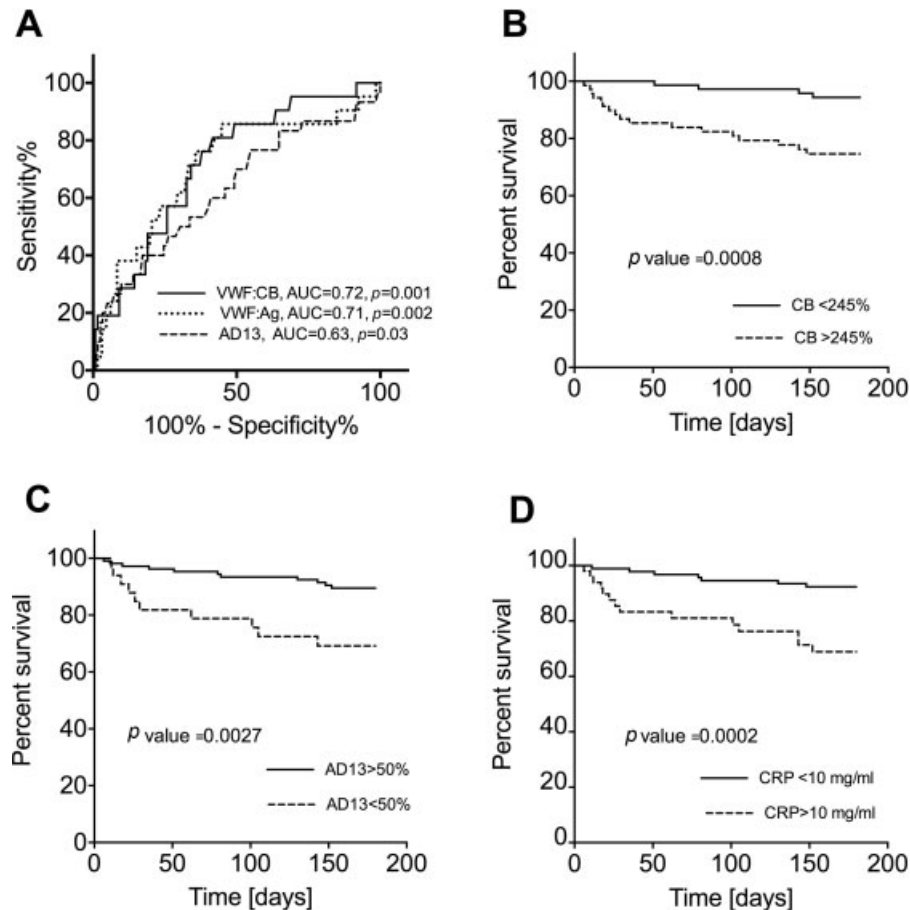 A
Sensitivity%
100
80
60
40
20
0
VWF:CB, AUC=0.72, p=0.001
VWF:Ag, AUC=0.71, p=0.002
AD13, AUC=0.63, p=0.03
0 50 100
100% - Specificity%
B
Percent survival
100
80
60
40
20
0
p value =0.0008
CB <245%
CB >245%
0 50 100 150 200
Time [days]
C
Percent survival
100
80
60
40
20
0
p value =0.0027
AD13>50%
AD13<50%
0 50 100 150 200
Time [days]
D
Percent survival
100
80
60
40
20
0
p value =0.0002
CRP <10 mg/ml
CRP>10 mg/ml
0 50 100 150 200
Time [days]